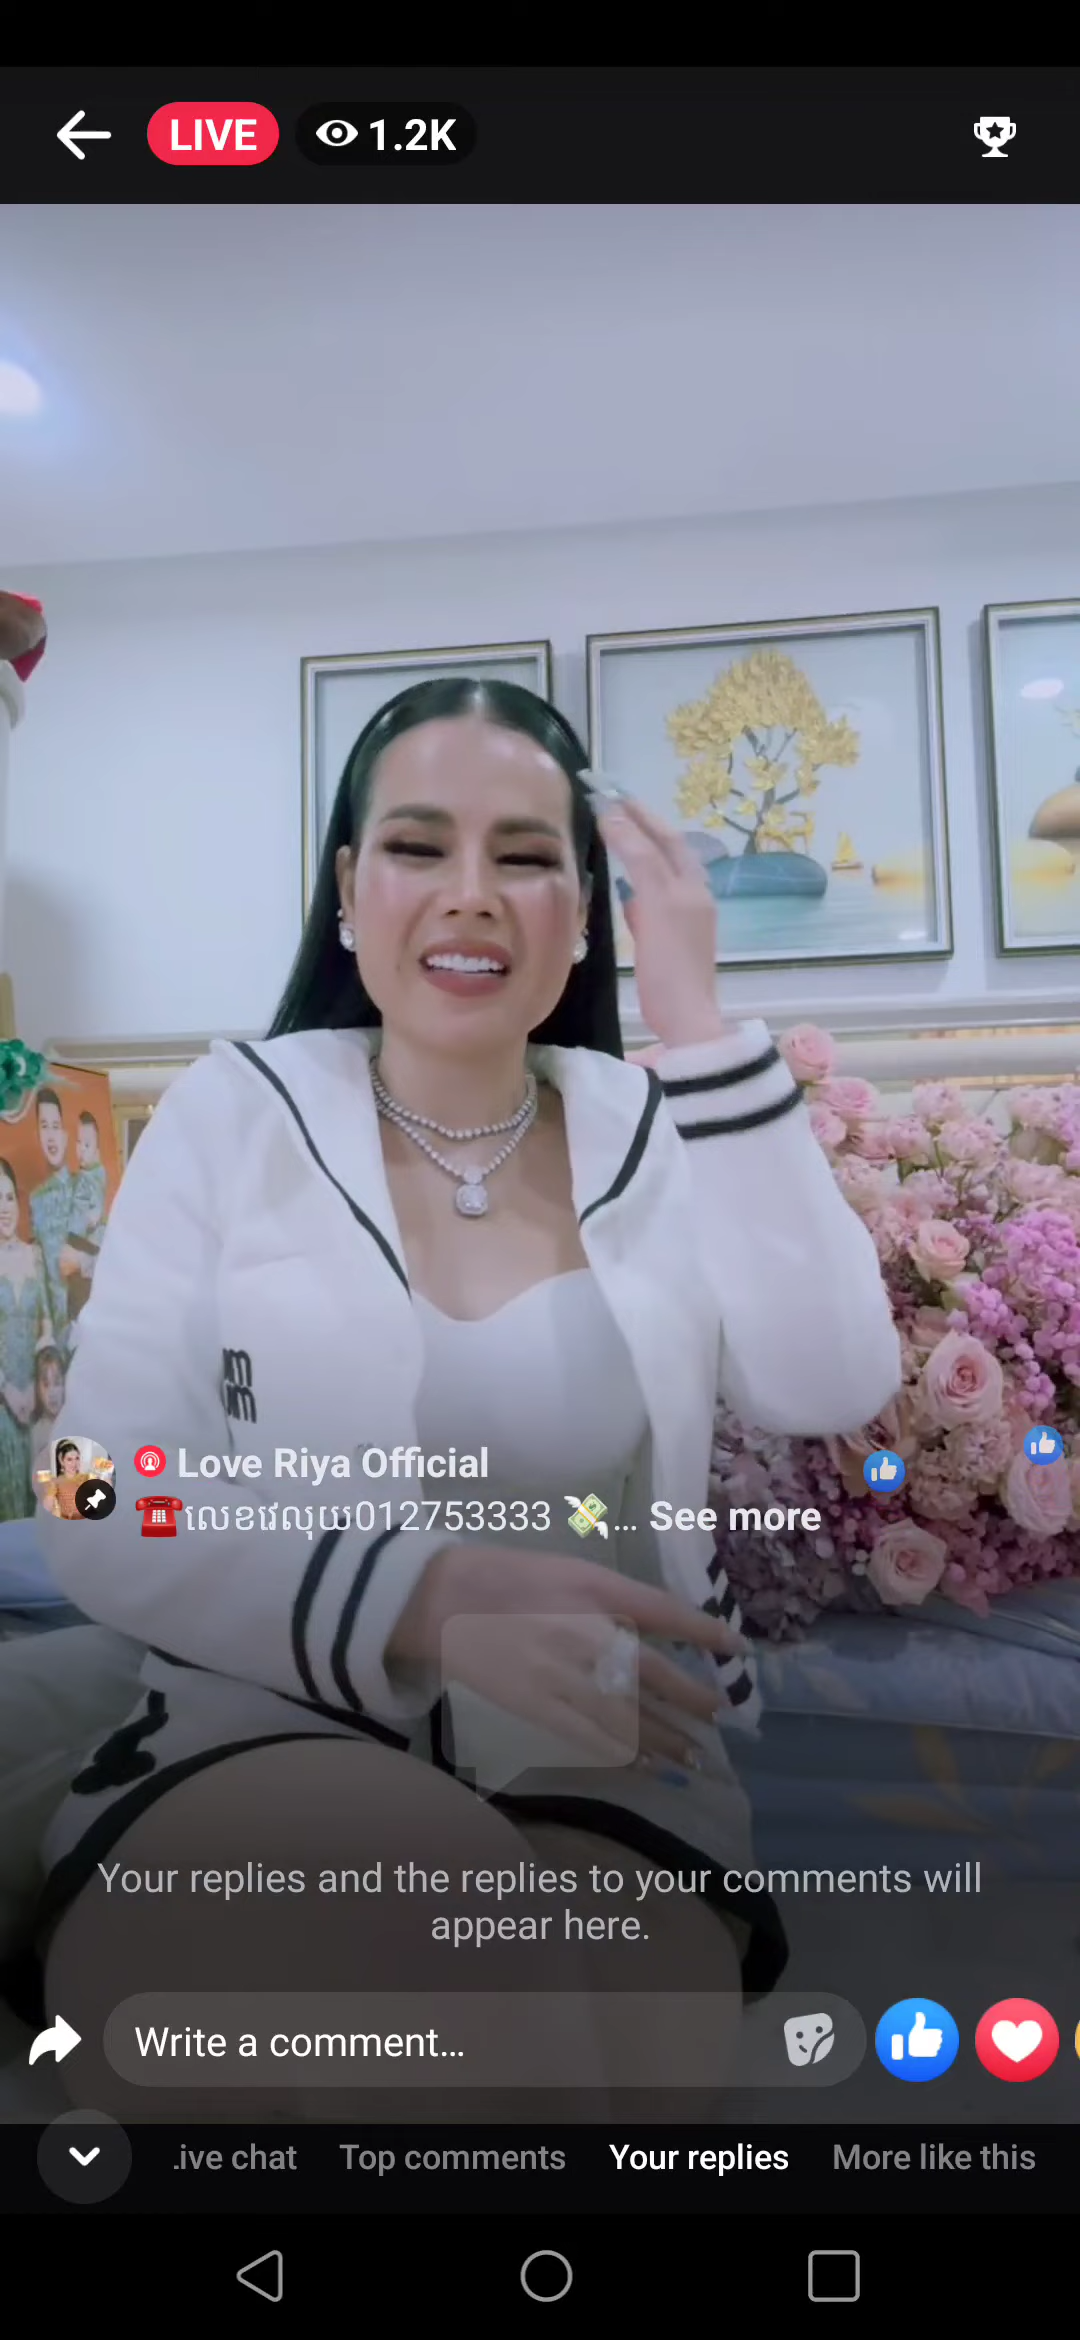 LIVE 1.2K
Love Riya Official
☎️លេខវេលុយ012753333 💸... See more
Your replies and the replies to your comments will
appear here.
Write a comment...
ive chat Top comments Your replies More like this